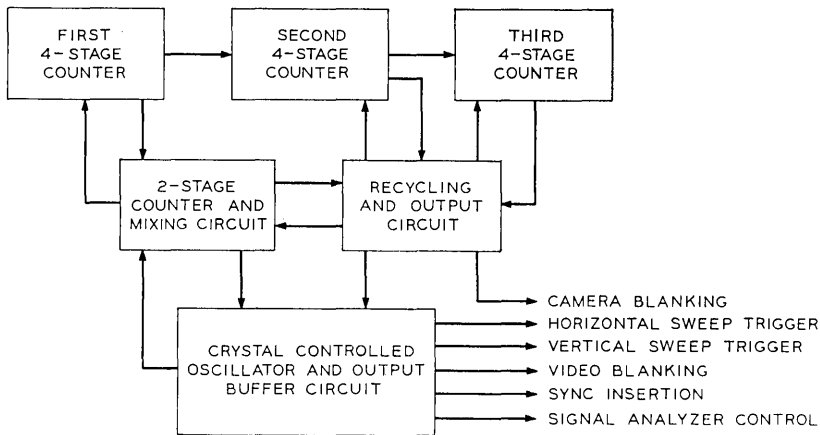 FIRST
4-STAGE
COUNTER
SECOND
4-STAGE
COUNTER
THIRD
4-STAGE
COUNTER
2-STAGE
COUNTER AND
MIXING CIRCUIT
RECYCLING
AND OUTPUT
CIRCUIT
CRYSTAL CONTROLLED
OSCILLATOR AND OUTPUT
BUFFER CIRCUIT
CAMERA BLANKING
HORIZONTAL SWEEP TRIGGER
VERTICAL SWEEP TRIGGER
VIDEO BLANKING
SYNC INSERTION
SIGNAL ANALYZER CONTROL